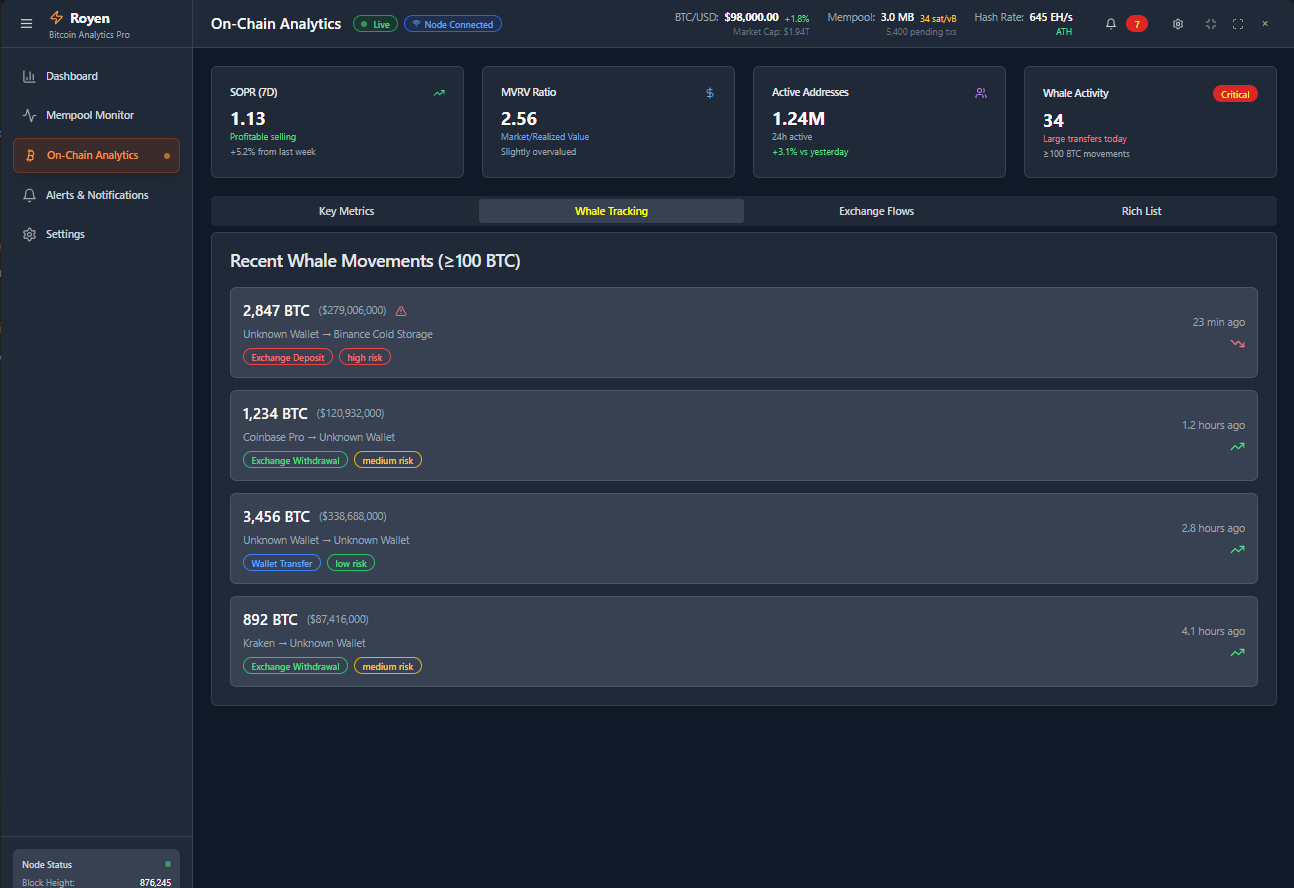 Royen
Bitcoin Analytics Pro
On-Chain Analytics
Live
Node Connected
BTC/USD: $98,000.00 +1.8%
Market Cap: $1.94T
Mempool: 3.0 MB 34 sat/vB
5,400 pending txs
Hash Rate: 645 EH/s
ATH
7
Dashboard
Mempool Monitor
On-Chain Analytics
Alerts & Notifications
Settings
SOPR (7D)
1.13
Profitable selling
+5.2% from last week
MVRV Ratio
2.56
Market/Realized Value
Slightly overvalued
Active Addresses
1.24M
24h active
+3.1% vs yesterday
Whale Activity
Critical
34
Large transfers today
≥100 BTC movements
Key Metrics
Whale Tracking
Exchange Flows
Rich List
Recent Whale Movements (≥100 BTC)
2,847 BTC ($279,006,000)
Unknown Wallet → Binance Cold Storage
Exchange Deposit
high risk
23 min ago
1,234 BTC ($120,932,000)
Coinbase Pro → Unknown Wallet
Exchange Withdrawal
medium risk
1.2 hours ago
3,456 BTC ($338,688,000)
Unknown Wallet → Unknown Wallet
Wallet Transfer
low risk
2.8 hours ago
892 BTC ($87,416,000)
Kraken → Unknown Wallet
Exchange Withdrawal
medium risk
4.1 hours ago
Node Status
Block Height: 876,245